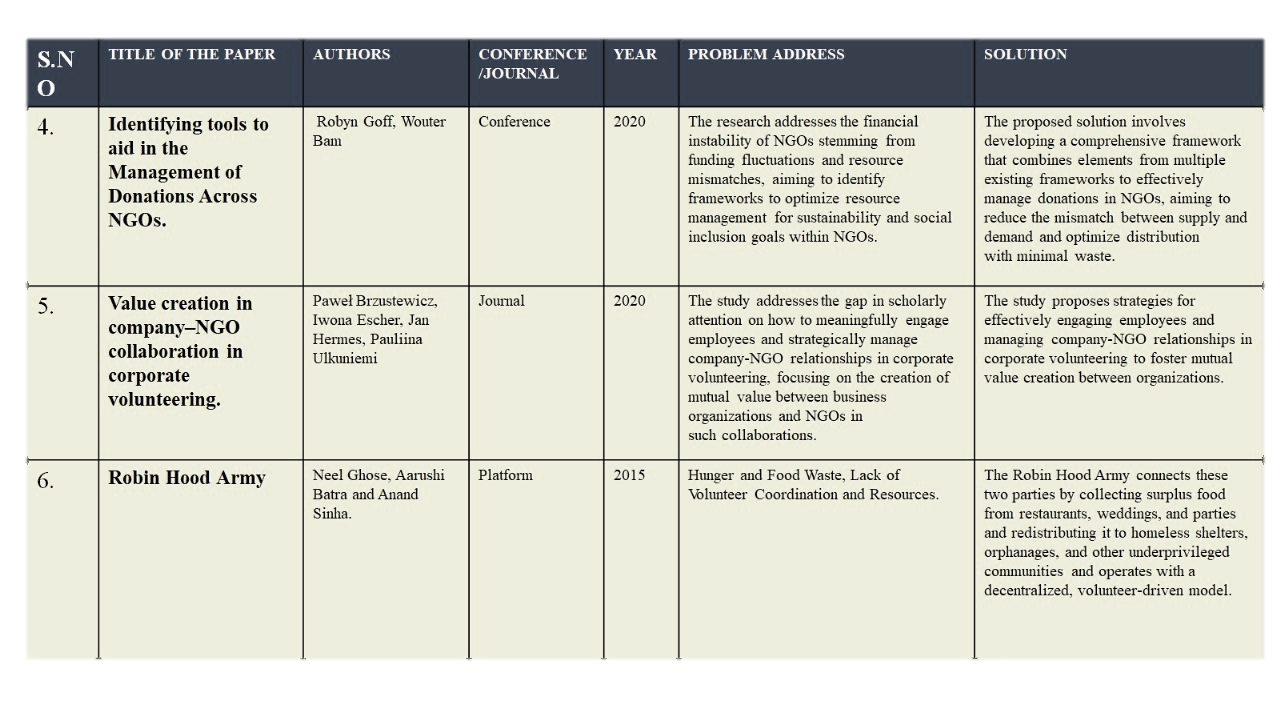 S.N
O
TITLE OF THE PAPER
AUTHORS
CONFERENCE
/JOURNAL
YEAR
PROBLEM ADDRESS
SOLUTION
4.
Identifying tools to
aid in the
Management of
Donations Across
NGOs.
Robyn Goff, Wouter
Bam
Conference
2020
The research addresses the financial
instability of NGOs stemming from
funding fluctuations and resource
mismatches, aiming to identify
frameworks to optimize resource
management for sustainability and social
inclusion goals within NGOs.
The proposed solution involves
developing a comprehensive framework
that combines elements from multiple
existing frameworks to effectively
manage donations in NGOs, aiming to
reduce the mismatch between supply and
demand and optimize distribution
with minimal waste.
5.
Value creation in
company–NGO
collaboration in
corporate
volunteering.
Paweł Brzustewicz,
Iwona Escher, Jan
Hermes, Pauliina
Ulkuniemi
Journal
2020
The study addresses the gap in scholarly
attention on how to meaningfully engage
employees and strategically manage
company-NGO relationships in corporate
volunteering, focusing on the creation of
mutual value between business
organizations and NGOs in
such collaborations.
The study proposes strategies for
effectively engaging employees and
managing company-NGO relationships in
corporate volunteering to foster mutual
value creation between organizations.
6.
Robin Hood Army
Neel Ghose, Aarushi
Batra and Anand
Sinha.
Platform
2015
Hunger and Food Waste, Lack of
Volunteer Coordination and Resources.
The Robin Hood Army connects these
two parties by collecting surplus food
from restaurants, weddings, and parties
and redistributing it to homeless shelters,
orphanages, and other underprivileged
communities and operates with a
decentralized, volunteer-driven model.